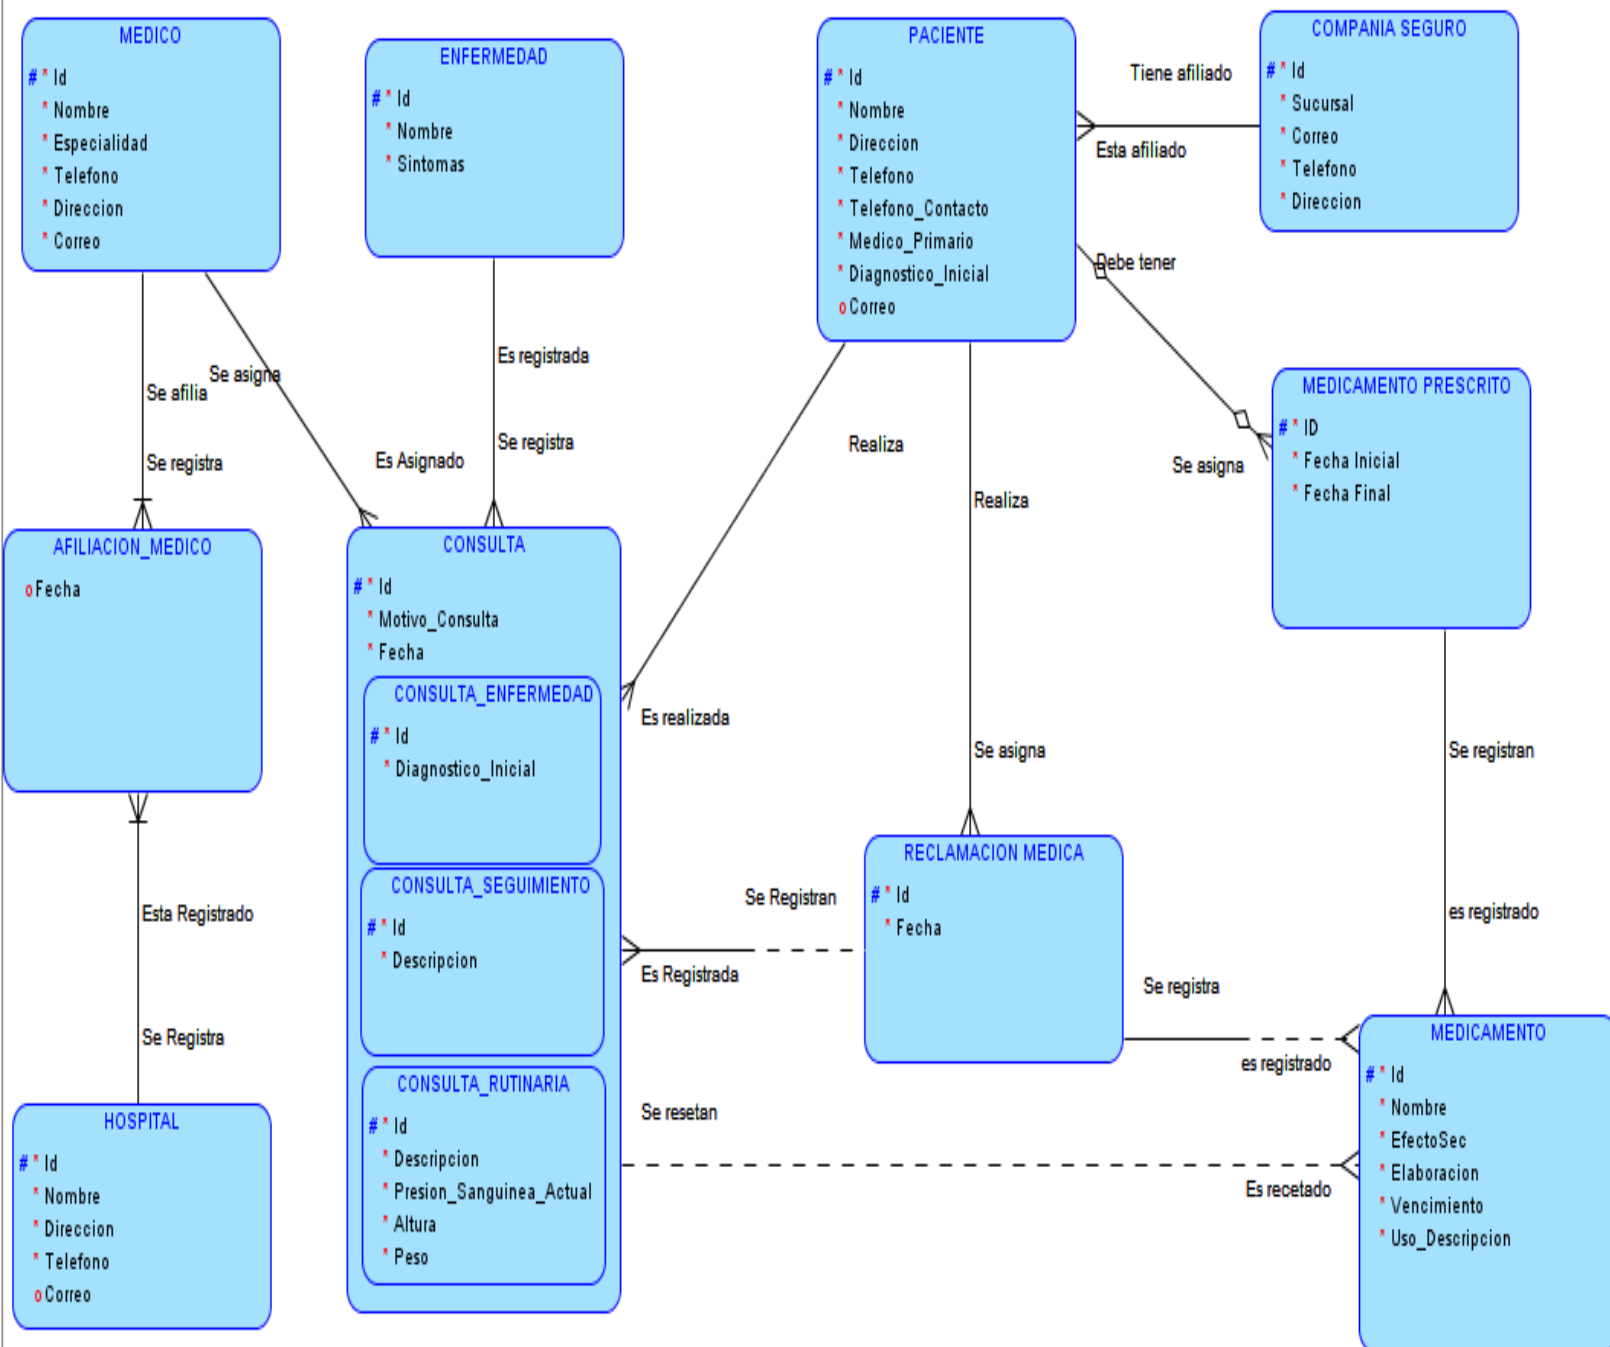 MEDICO
# * Id
* Nombre
* Especialidad
* Telefono
* Direccion
* Correo
ENFERMEDAD
# * Id
* Nombre
* Sintomas
PACIENTE
# * Id
* Nombre
* Direccion
* Telefono
* Telefono_Contacto
* Medico_Primario
* Diagnostico_Inicial
o Correo
COMPANIA SEGURO
# * Id
* Sucursal
* Correo
* Telefono
* Direccion
Tiene afiliado
Esta afiliado
Debe tener
Se asigna
MEDICAMENTO PRESCRITO
# * ID
* Fecha Inicial
* Fecha Final
Se afilia
Se registra
Se asigna
Es Asignado
Es registrada
Se registra
Realiza
Es realizada
Realiza
Se asigna
AFILIACION_MEDICO
o Fecha
Esta Registrado
Se Registra
HOSPITAL
# * Id
* Nombre
* Direccion
* Telefono
o Correo
CONSULTA
# * Id
* Motivo_Consulta
* Fecha
CONSULTA_ENFERMEDAD
# * Id
* Diagnostico_Inicial
CONSULTA_SEGUIMIENTO
# * Id
* Descripcion
CONSULTA_RUTINARIA
# * Id
* Descripcion
* Presion_Sanguinea_Actual
* Altura
* Peso
Se Registran
Es Registrada
RECLAMACION MEDICA
# * Id
* Fecha
Se registra
es registrado
Se registran
es registrado
Se resetan
Es recetado
MEDICAMENTO
# * Id
* Nombre
* EfectoSec
* Elaboracion
* Vencimiento
* Uso_Descripcion